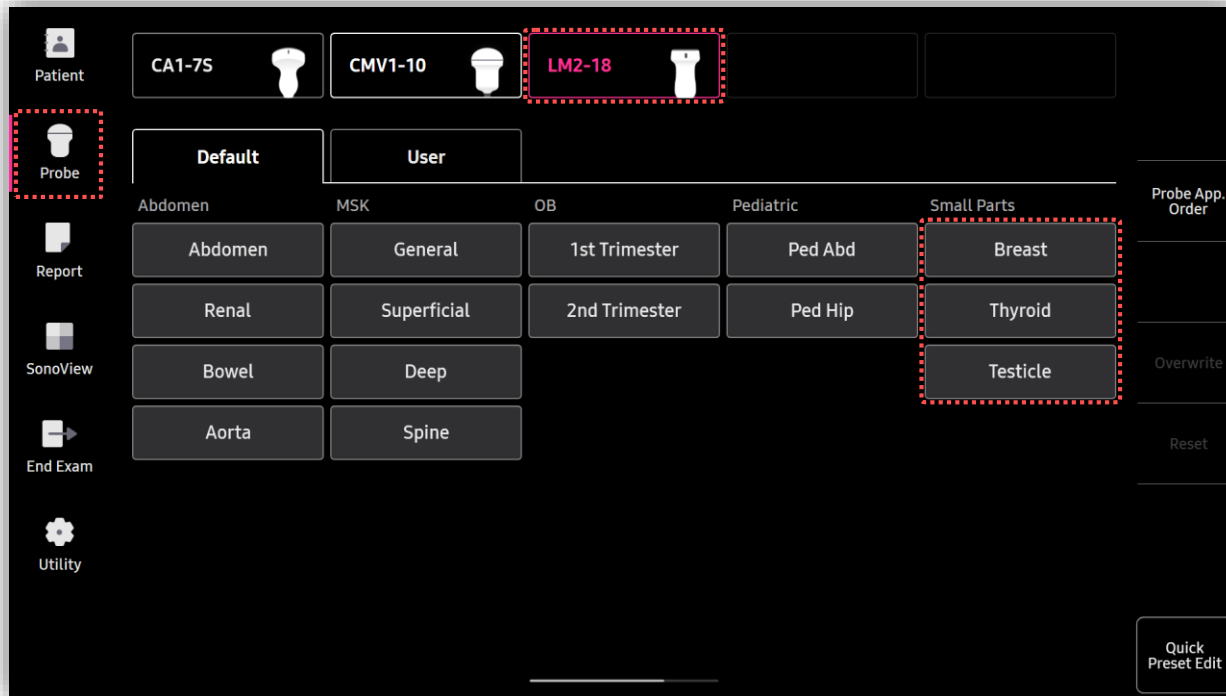 Patient
Probe
Report
SonoView
End Exam
Utility
CA1-7S
CMV1-10
LM2-18
Default
User
Abdomen
MSK
OB
Pediatric
Small Parts
Abdomen
General
1st Trimester
Ped Abd
Breast
Renal
Superficial
2nd Trimester
Ped Hip
Thyroid
Bowel
Deep
Testicle
Aorta
Spine
Probe App.
Order
Overwrite
Reset
Quick
Preset Edit